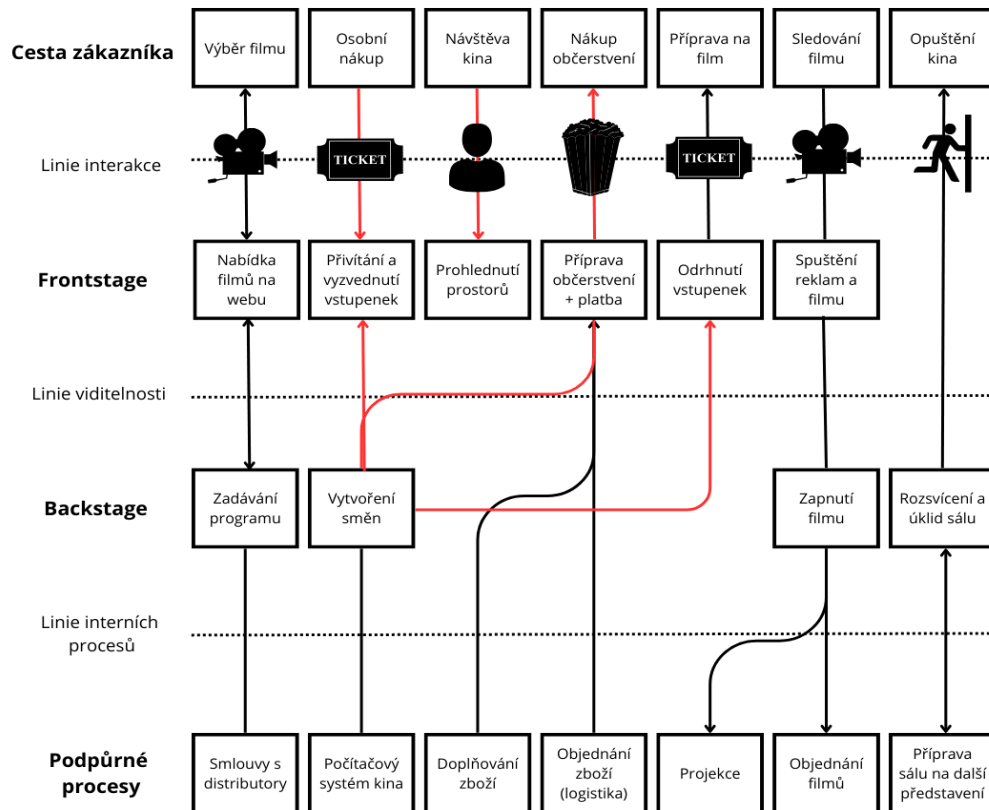 Cesta zákazníka
Výběr filmu
Osobní
nákup
Návštěva
kina
Nákup
občerstvení
Příprava na
film
Sledování
filmu
Opuštění
kina
Linie interakce
TICKET
TICKET
Frontstage
Nabídka
filmů na
webu
Přivítání a
vyzvednutí
vstupenek
Prohlednutí
prostorů
Příprava
občerstvení
+ platba
Odrhnutí
vstupenek
Spuštění
reklam a
filmu
Linie viditelnosti
Backstage
Zadávání
programu
Vytvoření
směn
Zapnutí
filmu
Rozsvícení a
úklid sálu
Linie interních
procesů
Podpůrné
procesy
Smlouvy s
distributory
Počítačový
systém kina
Doplňování
zboží
Objednání
zboží
(logistika)
Projekce
Objednání
filmů
Příprava
sálu na další
představení